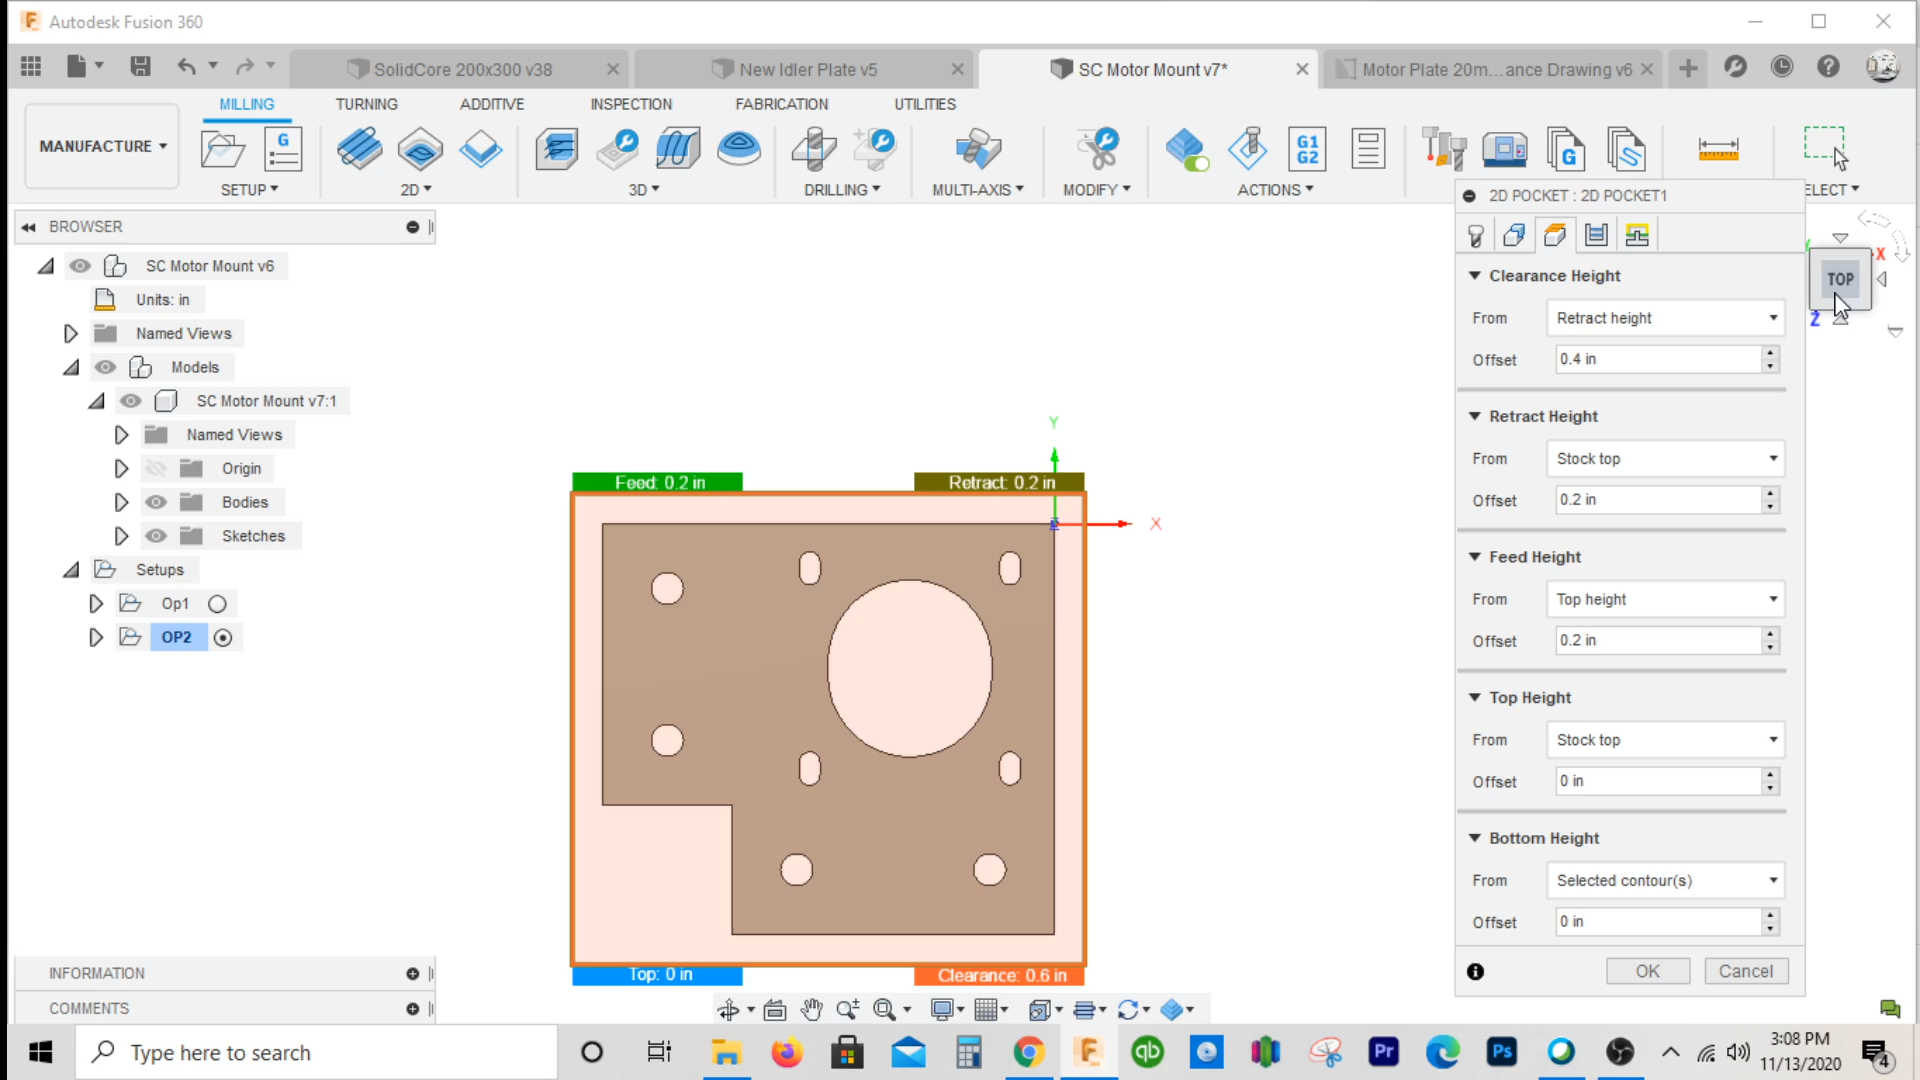 Autodesk Fusion 360
SolidCore 200x300 v38
New Idler Plate v5
SC Motor Mount v7*
Motor Plate 20m...ance Drawing v6
MILLING
TURNING
ADDITIVE
INSPECTION
FABRICATION
UTILITIES
MANUFACTURE
G
G1
G2
G
S
SETUP
2D
3D
DRILLING
MULTI-AXIS
MODIFY
ACTIONS
ELECT
BROWSER
SC Motor Mount v6
Units: in
Named Views
Models
SC Motor Mount v7:1
Named Views
Origin
Bodies
Sketches
Setups
Op1
OP2
INFORMATION
COMMENTS
Y
X
Feed: 0.2 in
Retract: 0.2 in
Top: 0 in
Clearance: 0.6 in
2D POCKET : 2D POCKET1
Clearance Height
From Retract height
Offset 0.4 in
Retract Height
From Stock top
Offset 0.2 in
Feed Height
From Top height
Offset 0.2 in
Top Height
From Stock top
Offset 0 in
Bottom Height
From Selected contour(s)
Offset 0 in
OK
Cancel
X
TOP
Z
Type here to search
qb
Pr
Ps
3:08 PM
11/13/2020
4